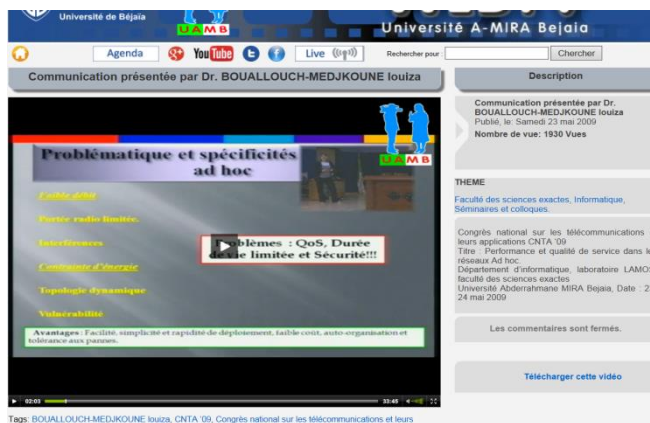 Université de Béjaïa
UAMB
Université A-MIRA Bejaia
Agenda
You Tube
Live
Rechercher pour :
Chercher
Communication présentée par Dr. BOUALLOUCH-MEDJKOUNE louiza
Problématique et spécificités
ad hoc
UAMB
Faible débit
Portée radio limitée.
Interférences
Contrainte d'énergie
Topologie dynamique
Vulnérabilité
Problèmes : QoS, Durée
de vie limitée et Sécurité!!!
Avantages : Facilité, simplicité et rapidité de déploiement, faible coût, auto-organisation et
tolérance aux pannes.
02:03
33:45
Tags: BOUALLOUCH-MEDJKOUNE louiza, CNTA '09, Congrès national sur les télécommunications et leurs
Description
Communication présentée par Dr.
BOUALLOUCH-MEDJKOUNE louiza
Publié, le: Samedi 23 mai 2009
Nombre de vue: 1930 Vues
THEME
Faculté des sciences exactes, Informatique,
Séminaires et colloques.
Congrès national sur les télécommunications
leurs applications CNTA '09
Titre : Performance et qualité de service dans
réseaux Ad hoc.
Département d'informatique, laboratoire LAMOS
faculté des sciences exactes
Université Abderrahmane MIRA Bejaia, Date : 2
24 mai 2009
Les commentaires sont fermés.
Télécharger cette vidéo